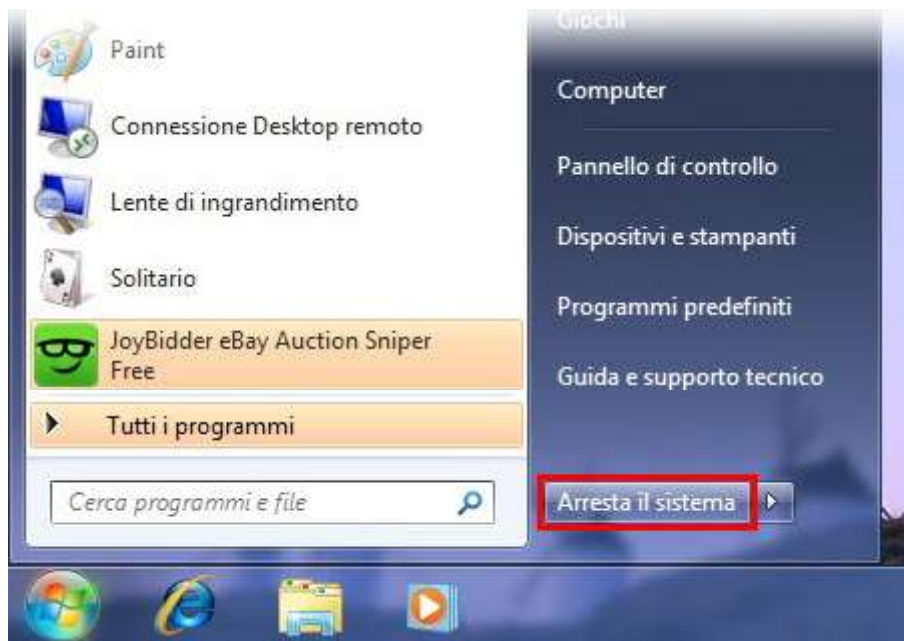 Giochi
Paint
Computer
Connessione Desktop remoto
Pannello di controllo
Lente di ingrandimento
Dispositivi e stampanti
Solitario
Programmi predefiniti
JoyBidder eBay Auction Sniper
Free
Guida e supporto tecnico
Tutti i programmi
Cerca programmi e file
Arresta il sistema